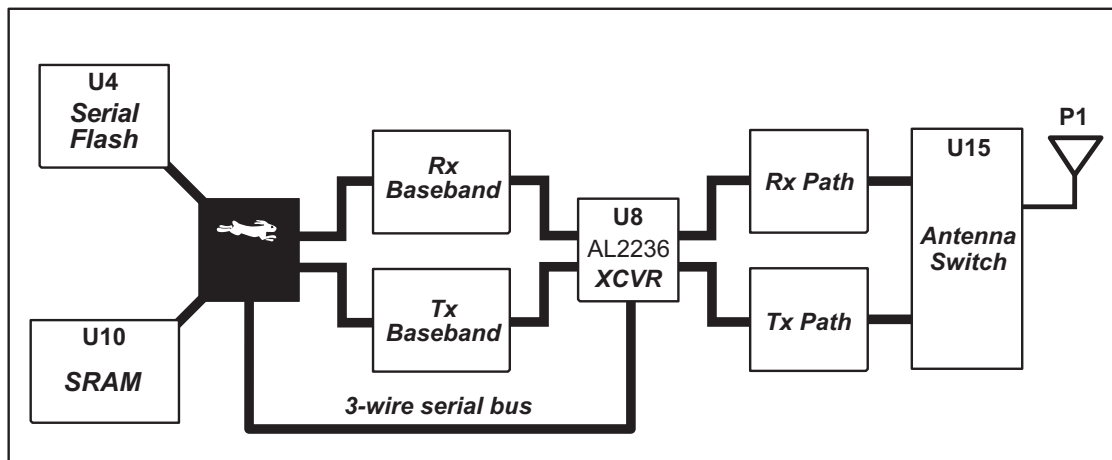 U4
Serial
Flash
U10
SRAM
Rx
Baseband
Tx
Baseband
3-wire serial bus
U8
AL2236
XCVR
Rx Path
Tx Path
U15
Antenna
Switch
P1